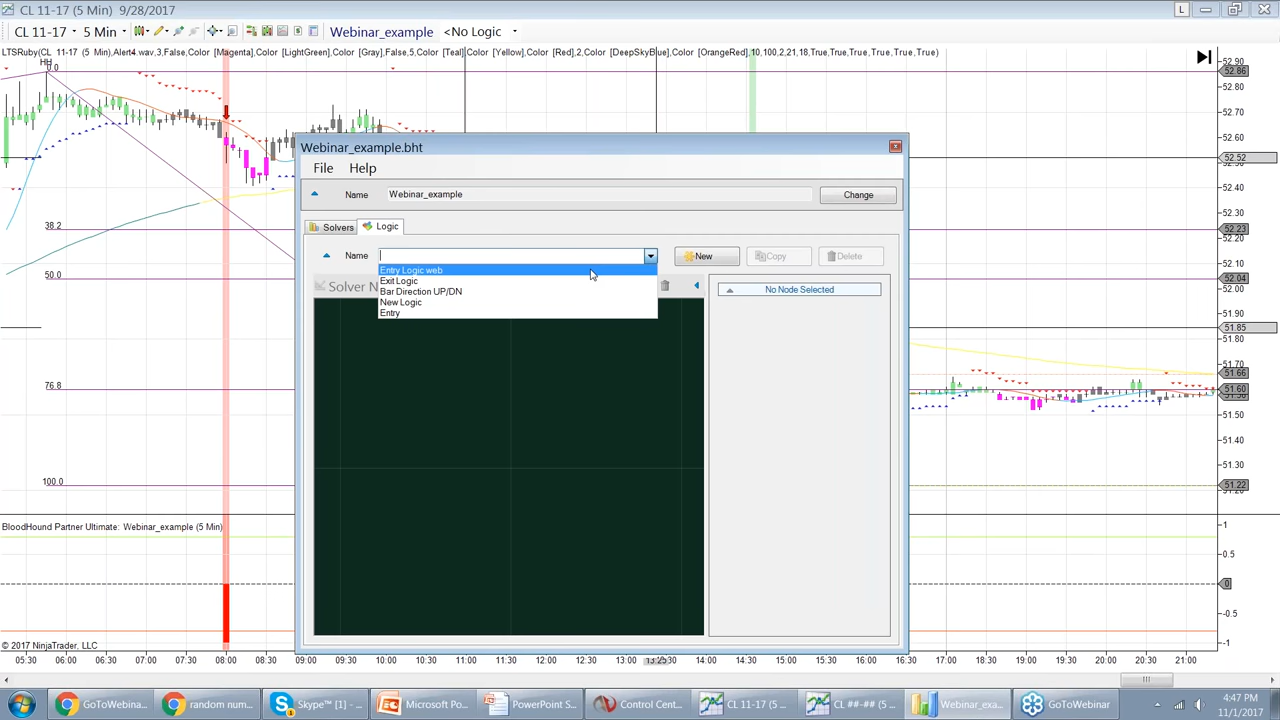 CL 11-17 (5 Min) 9/28/2017
L
CL 11-17 5 Min Webinar_example <No Logic>
LTSRuby(CL 11-17 (5 Min),Alert4.wav,3,False,Color [Magenta],Color [LightGreen],Color [Gray],False,5,Color [Teal],Color [Yellow],Color [Red],2,Color [DeepSkyBlue],Color [OrangeRed],10,100,2,21,18,True,True,True,True,True)
HH
0.0
38.2
50.0
76.8
100.0
52.90
52.86
52.80
52.70
52.60
52.52
52.40
52.30
52.23
52.10
52.04
51.90
51.85
51.80
51.70
51.66
51.60
51.50
51.40
51.30
51.22
Webinar_example.bht
File Help
Name Webinar_example Change
Solvers Logic
Name New Copy Delete
Entry Logic web
Exit Logic
Bar Direction UP/DN
New Logic
Entry
Solver N
No Node Selected
BloodHound Partner Ultimate: Webinar_example (5 Min)
1
0.5
0
-0.5
-1
© 2017 NinjaTrader, LLC
05:30 06:00 06:30 07:00 07:30 08:00 08:30 09:00 09:30 10:00 10:30 11:00 11:30 12:00 12:30 13:00 13:25 14:00 14:30 15:00 15:30 16:00 16:30 17:00 17:30 18:00 18:30 19:00 19:30 20:00 20:30 21:00
GoToWebina... random num... Skype™ [1] - ... Microsoft Po... PowerPoint S... Control Cent... CL 11-17 (5 ... CL ##-## (5 ... Webinar_exa... GoToWebinar
4:47 PM
11/1/2017